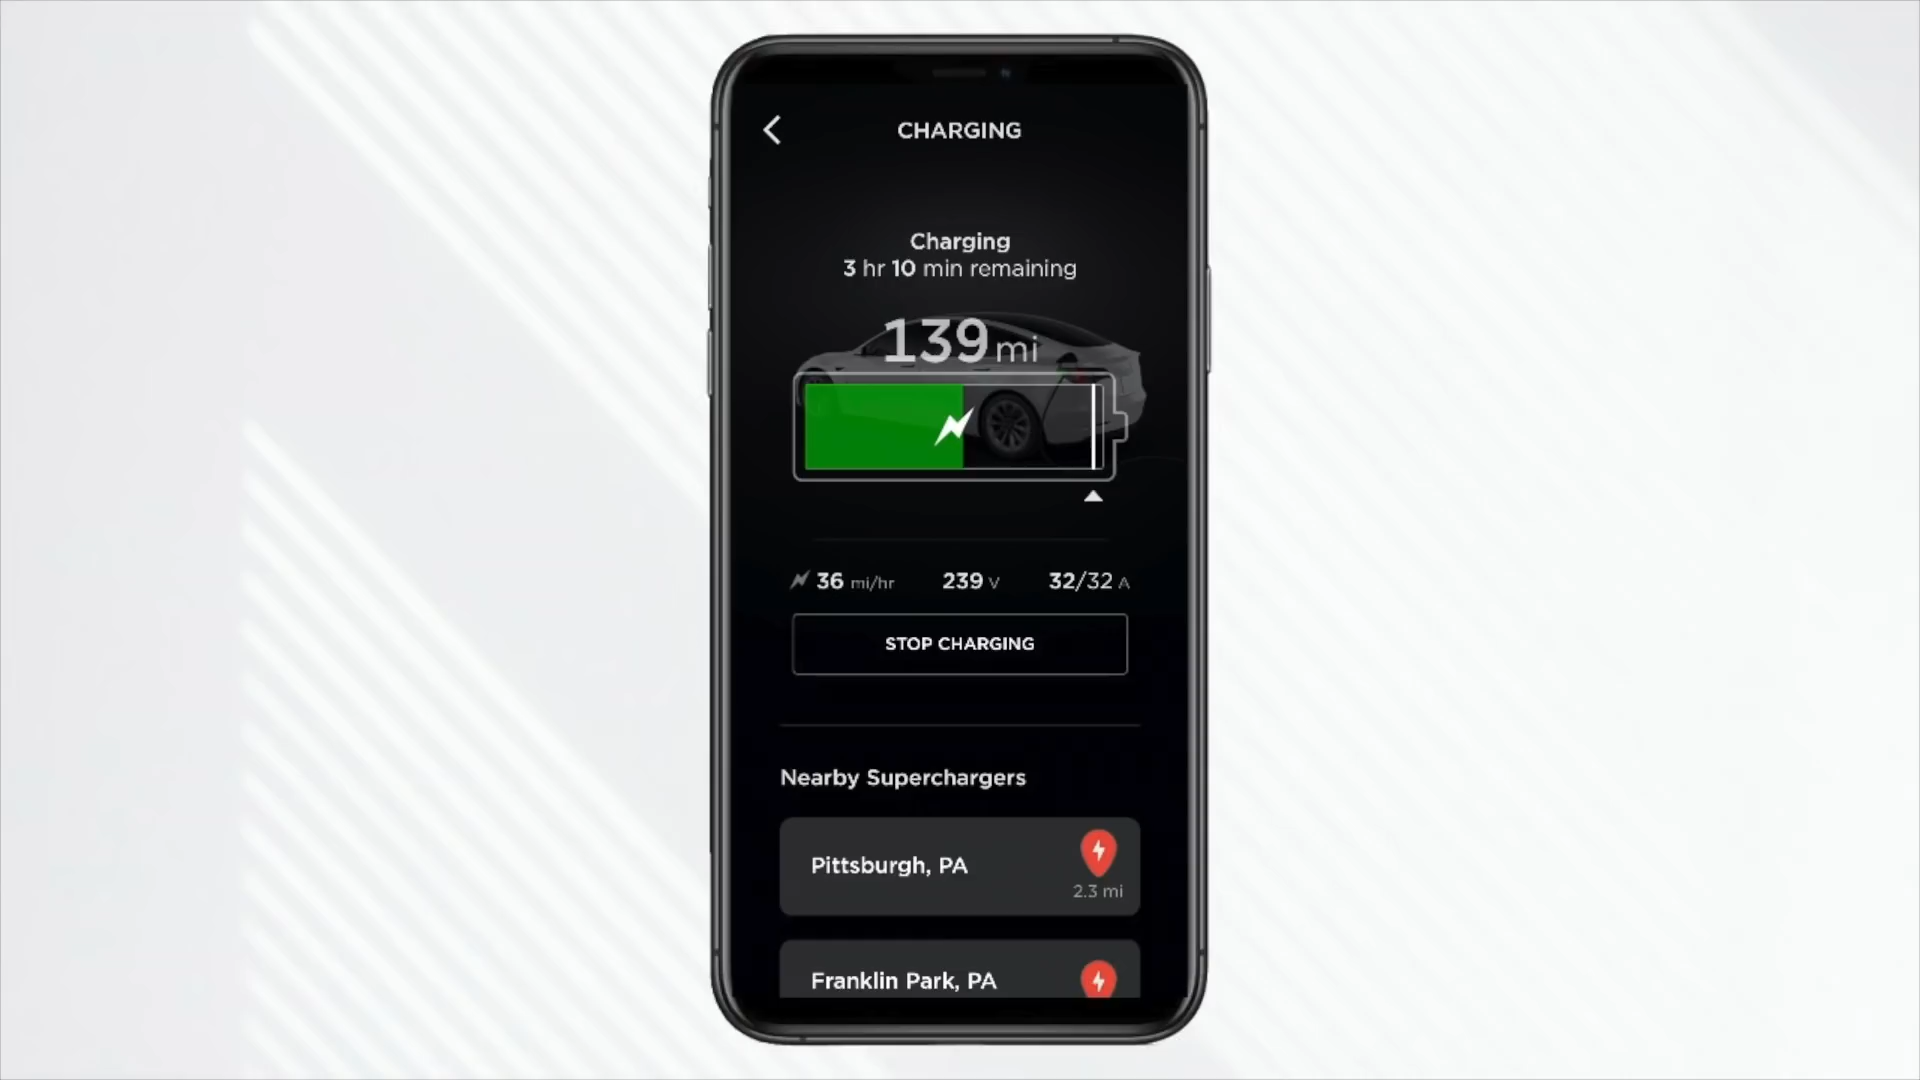 CHARGING
Charging
3 hr 10 min remaining
139 mi
36 mi/hr 239 V 32/32 A
STOP CHARGING
Nearby Superchargers
Pittsburgh, PA
2.3 mi
Franklin Park, PA